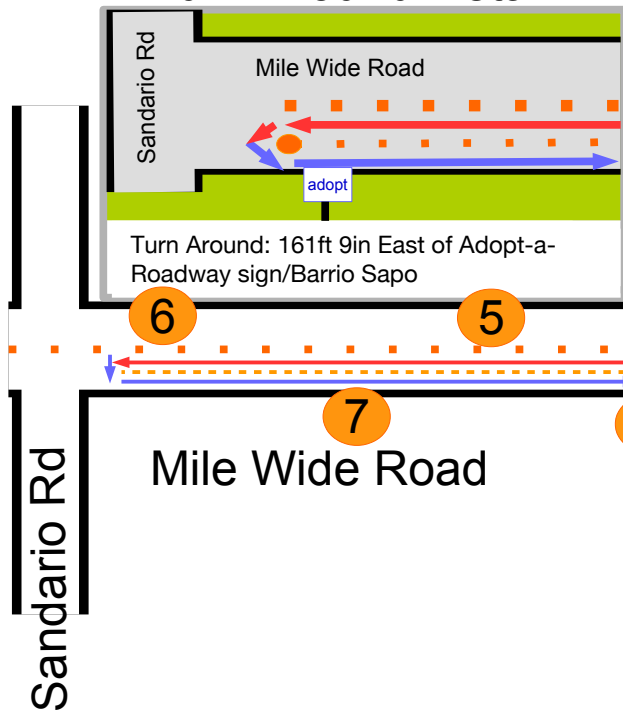 Sandario Rd
Mile Wide Road
adopt
Turn Around: 161ft 9in East of Adopt-a-
Roadway sign/Barrio Sapo
6
5
7
Mile Wide Road
Sandario Rd